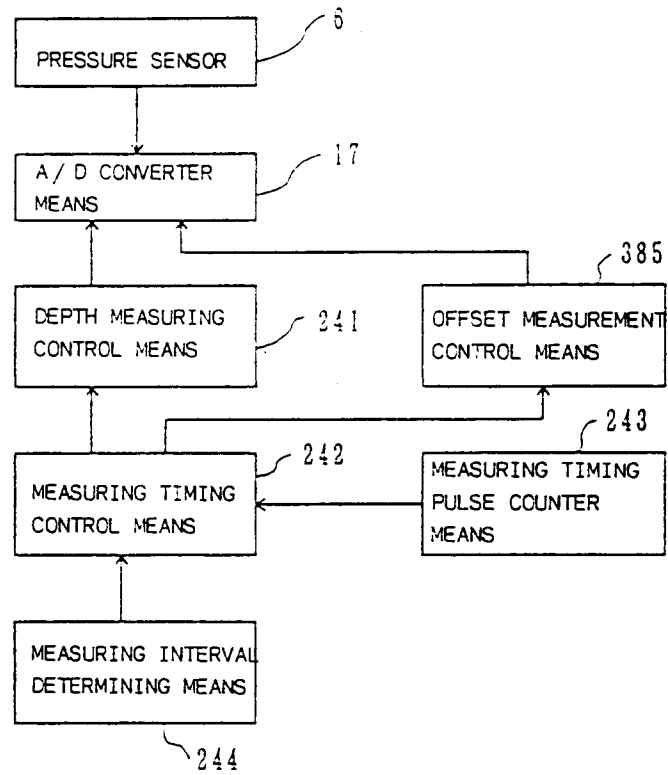 6
PRESSURE SENSOR
17
A/D CONVERTER
MEANS
385
DEPTH MEASURING
CONTROL MEANS
241
OFFSET MEASUREMENT
CONTROL MEANS
243
242
MEASURING TIMING
CONTROL MEANS
MEASURING TIMING
PULSE COUNTER
MEANS
MEASURING INTERVAL
DETERMINING MEANS
244